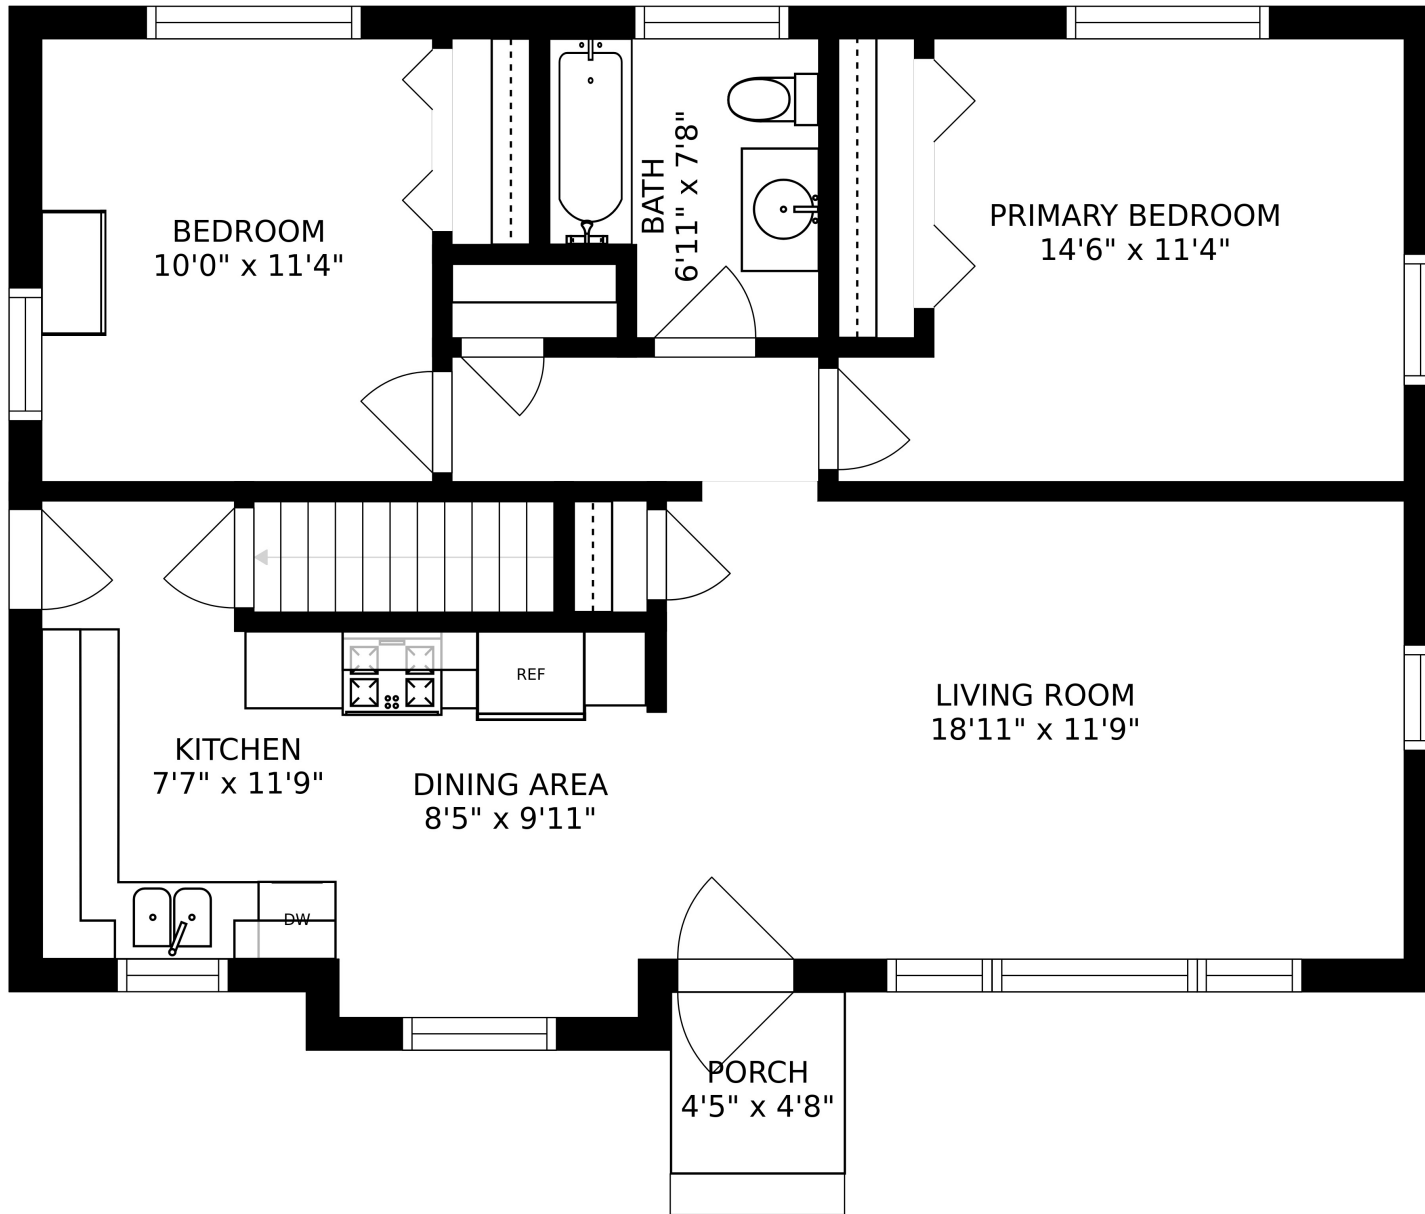 BEDROOM
10'0" x 11'4"
BATH
6'11" x 7'8"
PRIMARY BEDROOM
14'6" x 11'4"
REF
LIVING ROOM
18'11" x 11'9"
KITCHEN
7'7" x 11'9"
DINING AREA
8'5" x 9'11"
DW
PORCH
4'5" x 4'8"